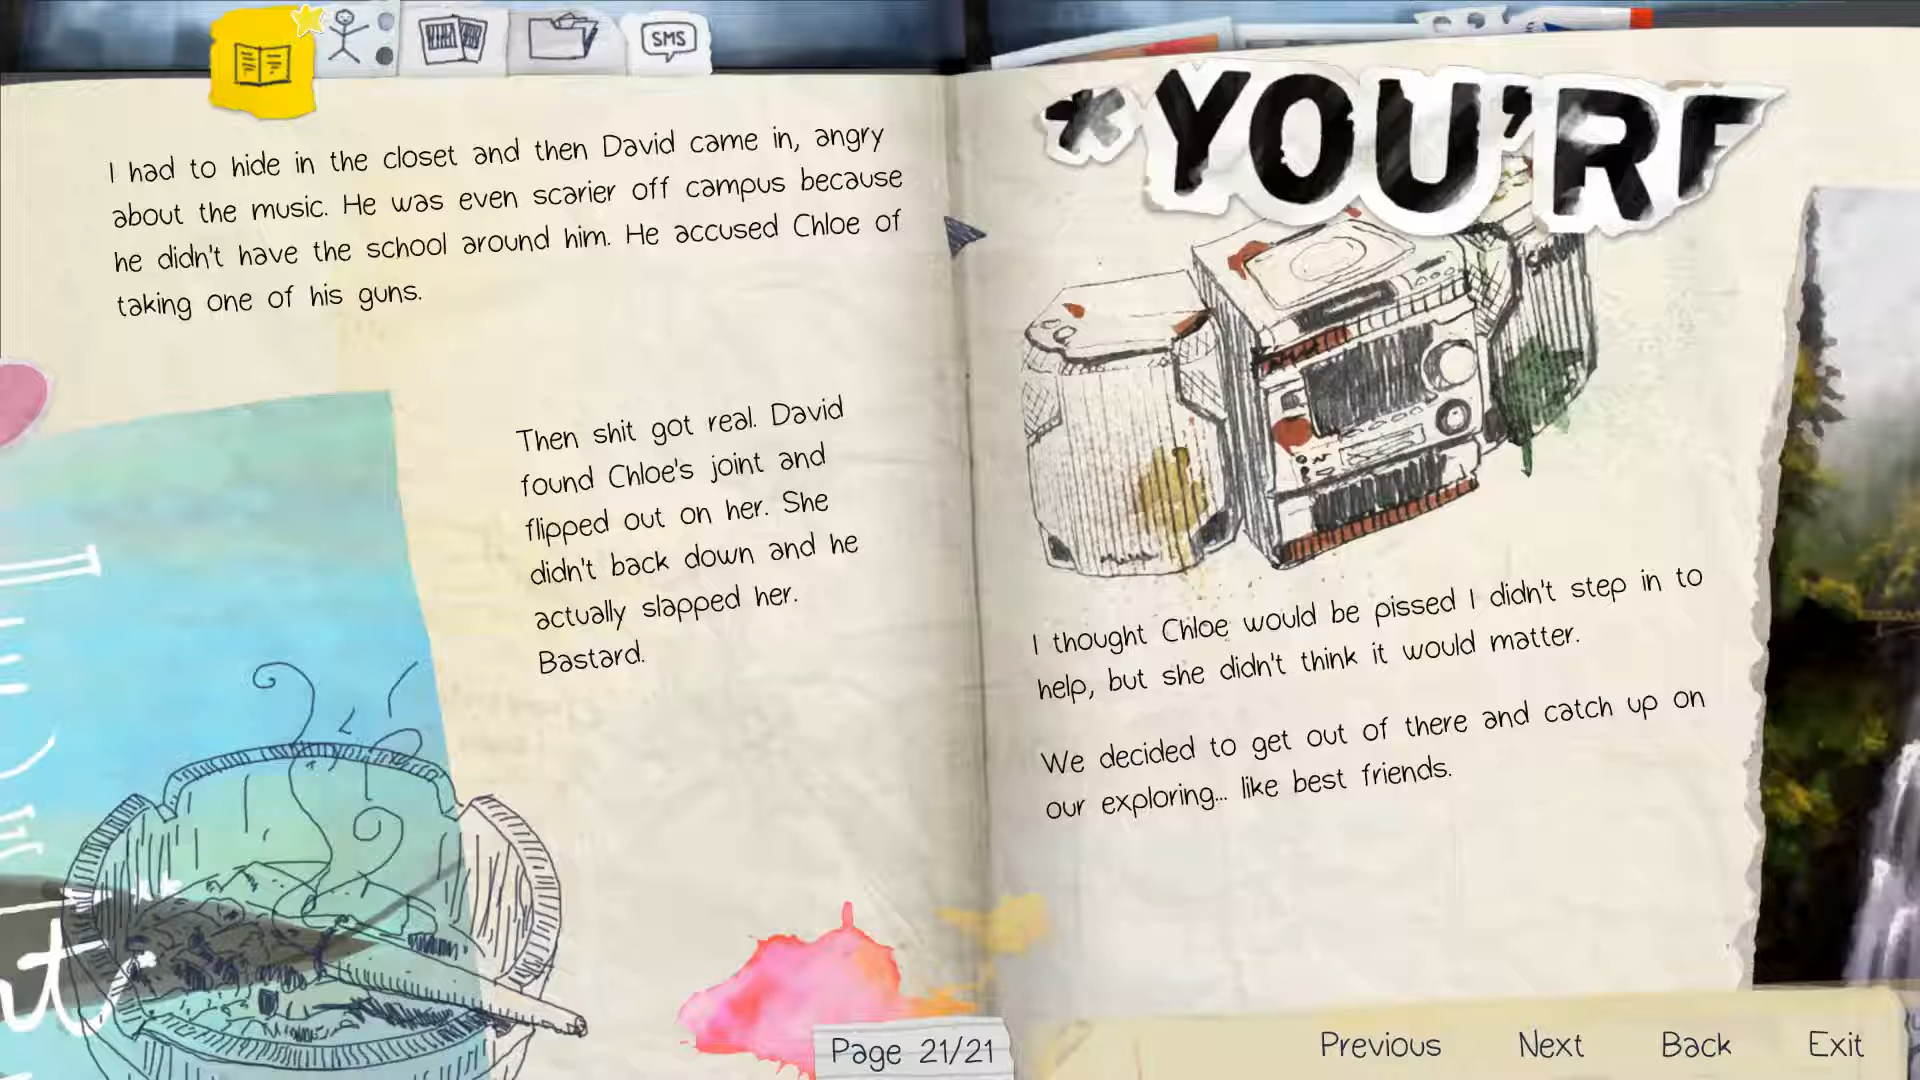 SMS
I had to hide in the closet and then David came in, angry
about the music. He was even scarier off campus because
he didn't have the school around him. He accused Chloe of
taking one of his guns.
Then shit got real. David
found Chloe's joint and
flipped out on her. She
didn't back down and he
actually slapped her.
Bastard.
*YOU'RE
I thought Chloe would be pissed I didn't step in to
help, but she didn't think it would matter.
We decided to get out of there and catch up on
our exploring... like best friends.
Page 21/21
Previous
Next
Back
Exit